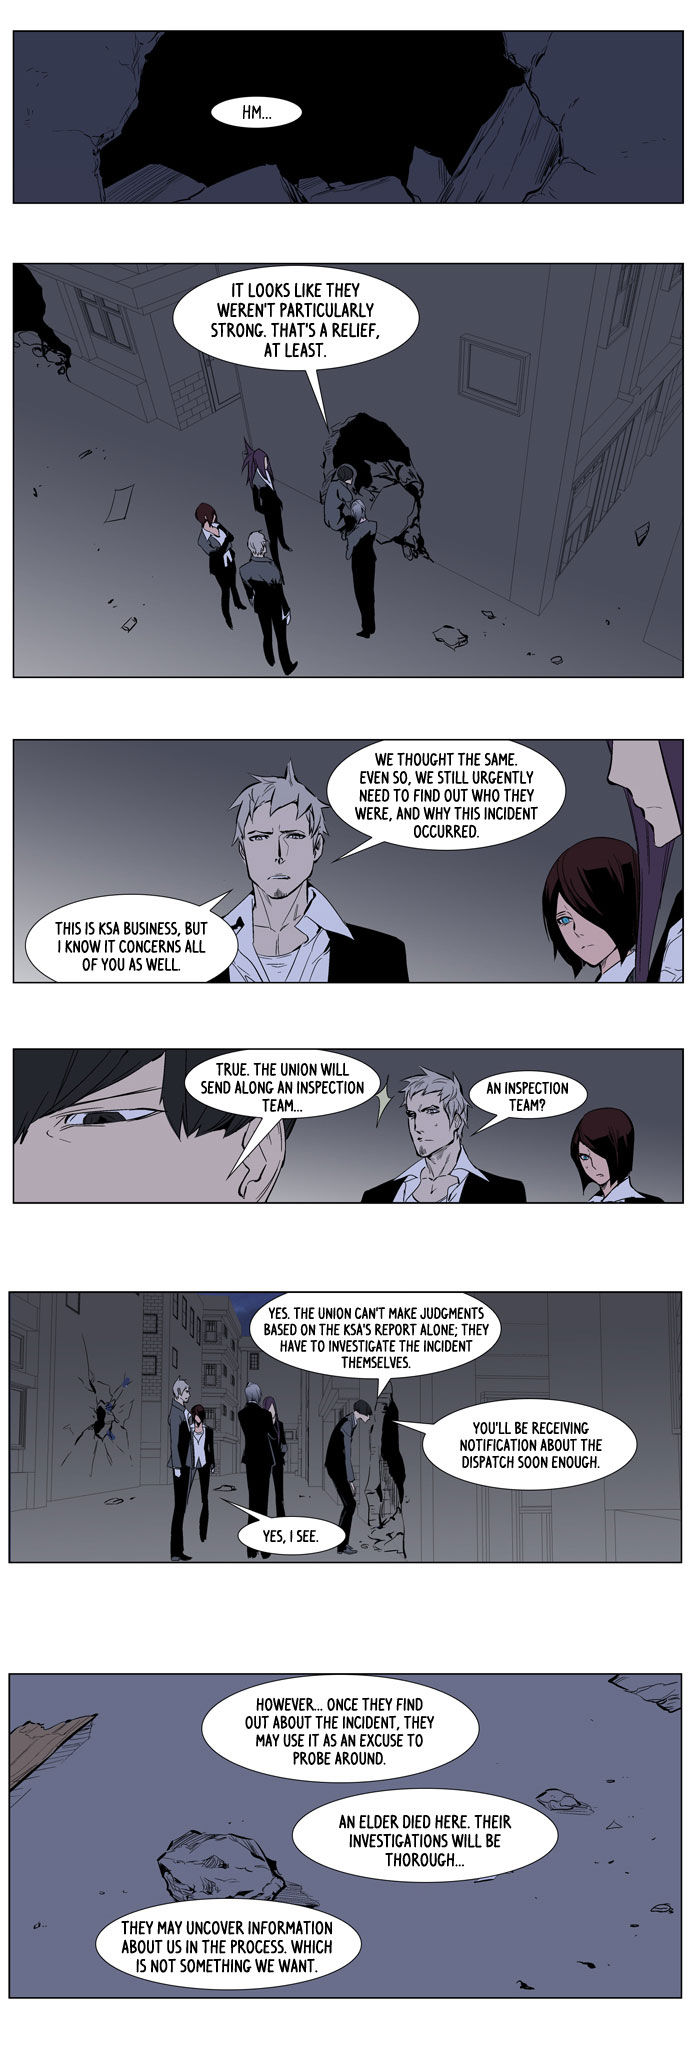 HM...
IT LOOKS LIKE THEY
WEREN'T PARTICULARLY
STRONG. THAT'S A RELIEF,
AT LEAST.
WE THOUGHT THE SAME.
EVEN SO, WE STILL URGENTLY
NEED TO FIND OUT WHO THEY
WERE, AND WHY THIS INCIDENT
OCCURRED.
THIS IS KSA BUSINESS, BUT
I KNOW IT CONCERNS ALL
OF YOU AS WELL.
TRUE. THE UNION WILL
SEND ALONG AN INSPECTION
TEAM...
AN INSPECTION
TEAM?
YES. THE UNION CAN'T MAKE JUDGMENTS
BASED ON THE KSA'S REPORT ALONE; THEY
HAVE TO INVESTIGATE THE INCIDENT
THEMSELVES.
YOU'LL BE RECEIVING
NOTIFICATION ABOUT THE
DISPATCH SOON ENOUGH.
YES, I SEE.
HOWEVER... ONCE THEY FIND
OUT ABOUT THE INCIDENT, THEY
MAY USE IT AS AN EXCUSE TO
PROBE AROUND.
AN ELDER DIED HERE. THEIR
INVESTIGATIONS WILL BE
THOROUGH...
THEY MAY UNCOVER INFORMATION
ABOUT US IN THE PROCESS. WHICH
IS NOT SOMETHING WE WANT.